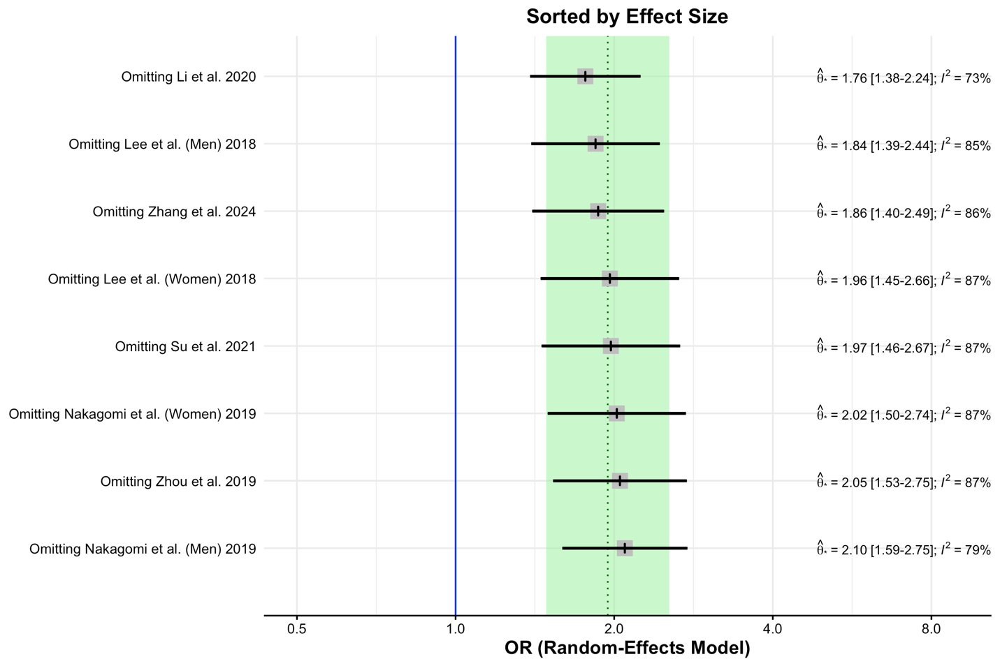 Sorted by Effect Size
Omitting Li et al. 2020 θ̂* = 1.76 [1.38-2.24]; I² = 73%
Omitting Lee et al. (Men) 2018 θ̂* = 1.84 [1.39-2.44]; I² = 85%
Omitting Zhang et al. 2024 θ̂* = 1.86 [1.40-2.49]; I² = 86%
Omitting Lee et al. (Women) 2018 θ̂* = 1.96 [1.45-2.66]; I² = 87%
Omitting Su et al. 2021 θ̂* = 1.97 [1.46-2.67]; I² = 87%
Omitting Nakagomi et al. (Women) 2019 θ̂* = 2.02 [1.50-2.74]; I² = 87%
Omitting Zhou et al. 2019 θ̂* = 2.05 [1.53-2.75]; I² = 87%
Omitting Nakagomi et al. (Men) 2019 θ̂* = 2.10 [1.59-2.75]; I² = 79%
0.5 1.0 2.0 4.0 8.0
OR (Random-Effects Model)